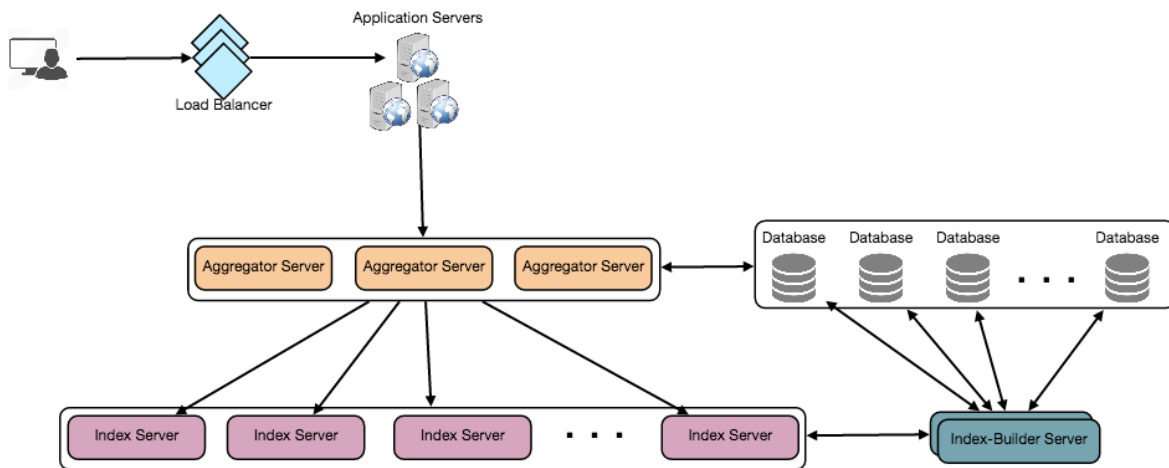 Application Servers
Load Balancer
Database
Database
Database
Database
Aggregator Server
Aggregator Server
Aggregator Server
. . .
Index Server
Index Server
Index Server
. . .
Index Server
Index-Builder Server